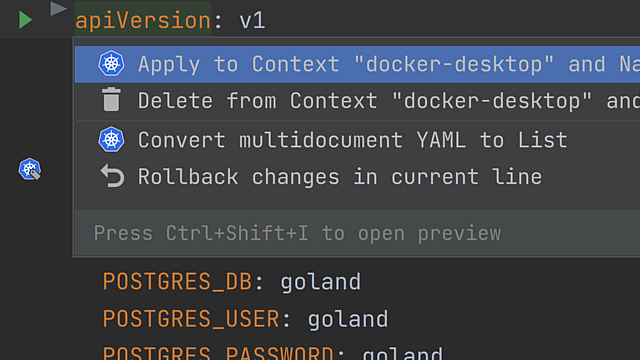 apiVersion: v1
Apply to Context "docker-desktop" and Na
Delete from Context "docker-desktop" and
Convert multidocument YAML to List
Rollback changes in current line
Press Ctrl+Shift+I to open preview
POSTGRES_DB: goland
POSTGRES_USER: goland
POSTGRES_PASSWORD: goland